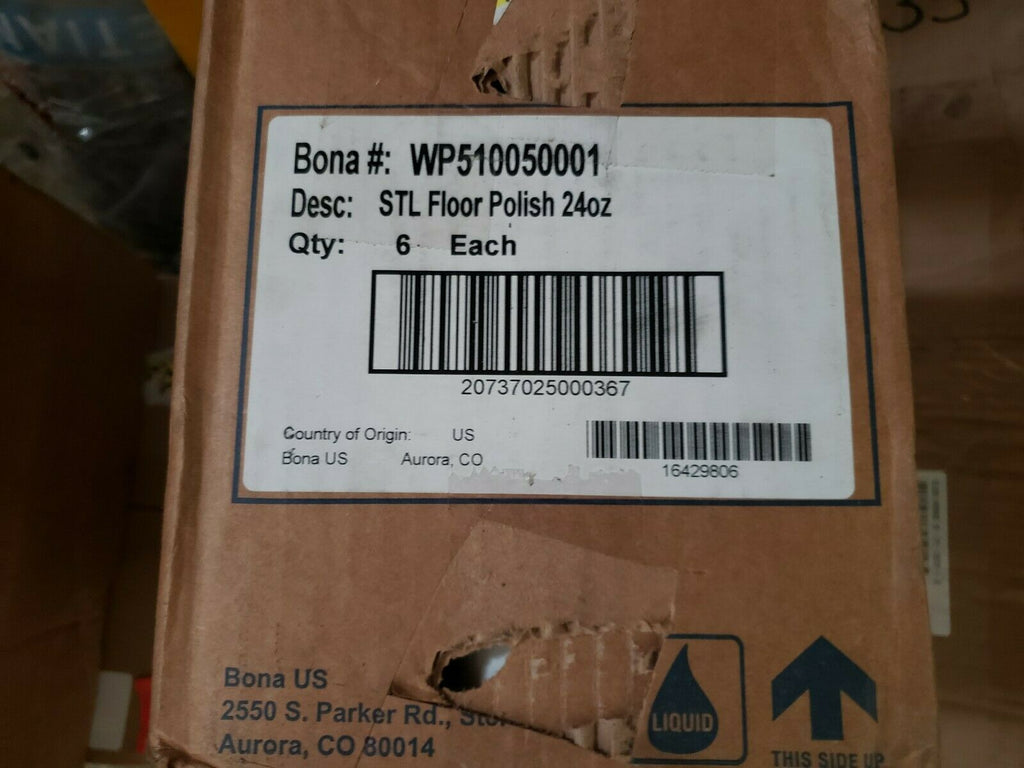 Bona #: WP510050001
Desc: STL Floor Polish 24oz
Qty: 6 Each
20737025000367
Country of Origin: US
Bona US Aurora, CO
16429806
Bona US
2550 S. Parker Rd.,
Aurora, CO 80014
LIQUID
THIS SIDE UP